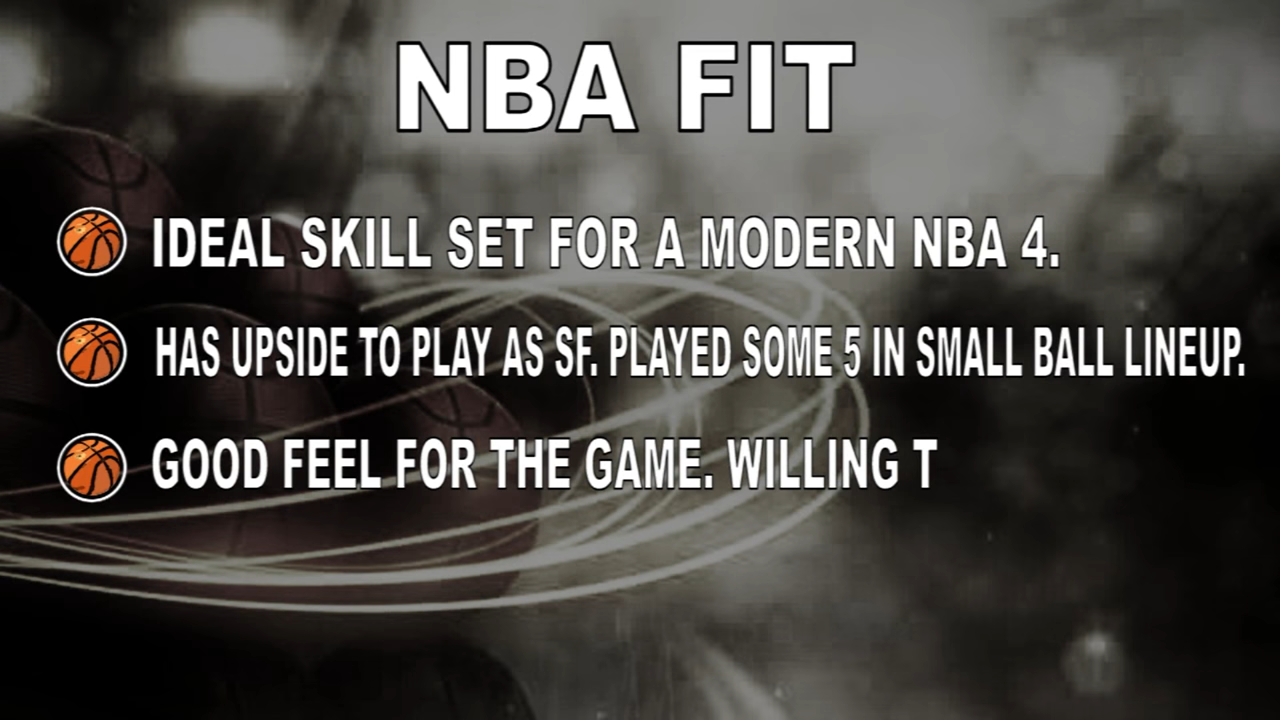 NBA FIT
IDEAL SKILL SET FOR A MODERN NBA 4.
HAS UPSIDE TO PLAY AS SF. PLAYED SOME 5 IN SMALL BALL LINEUP.
GOOD FEEL FOR THE GAME. WILLING T